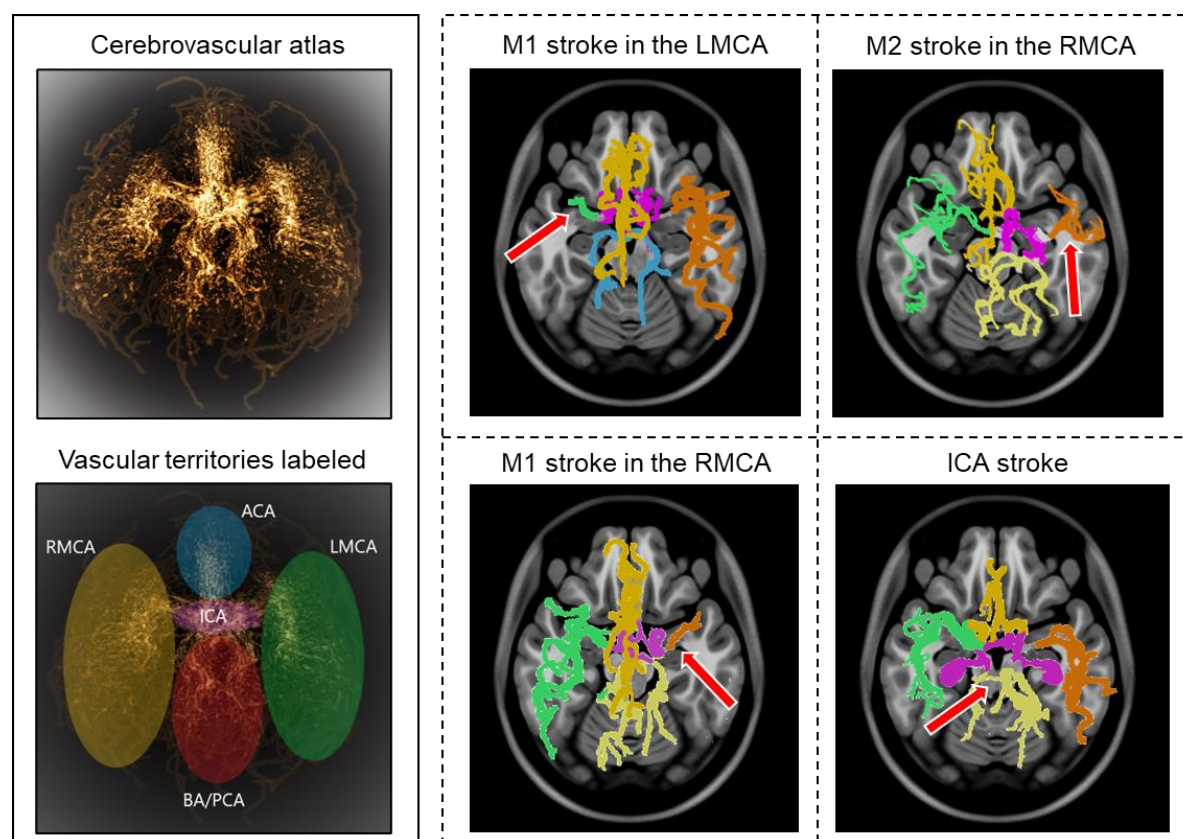 Cerebrovascular atlas
Vascular territories labeled
ACA
RMCA
LMCA
ICA
BA/PCA
M1 stroke in the LMCA
M2 stroke in the RMCA
M1 stroke in the RMCA
ICA stroke